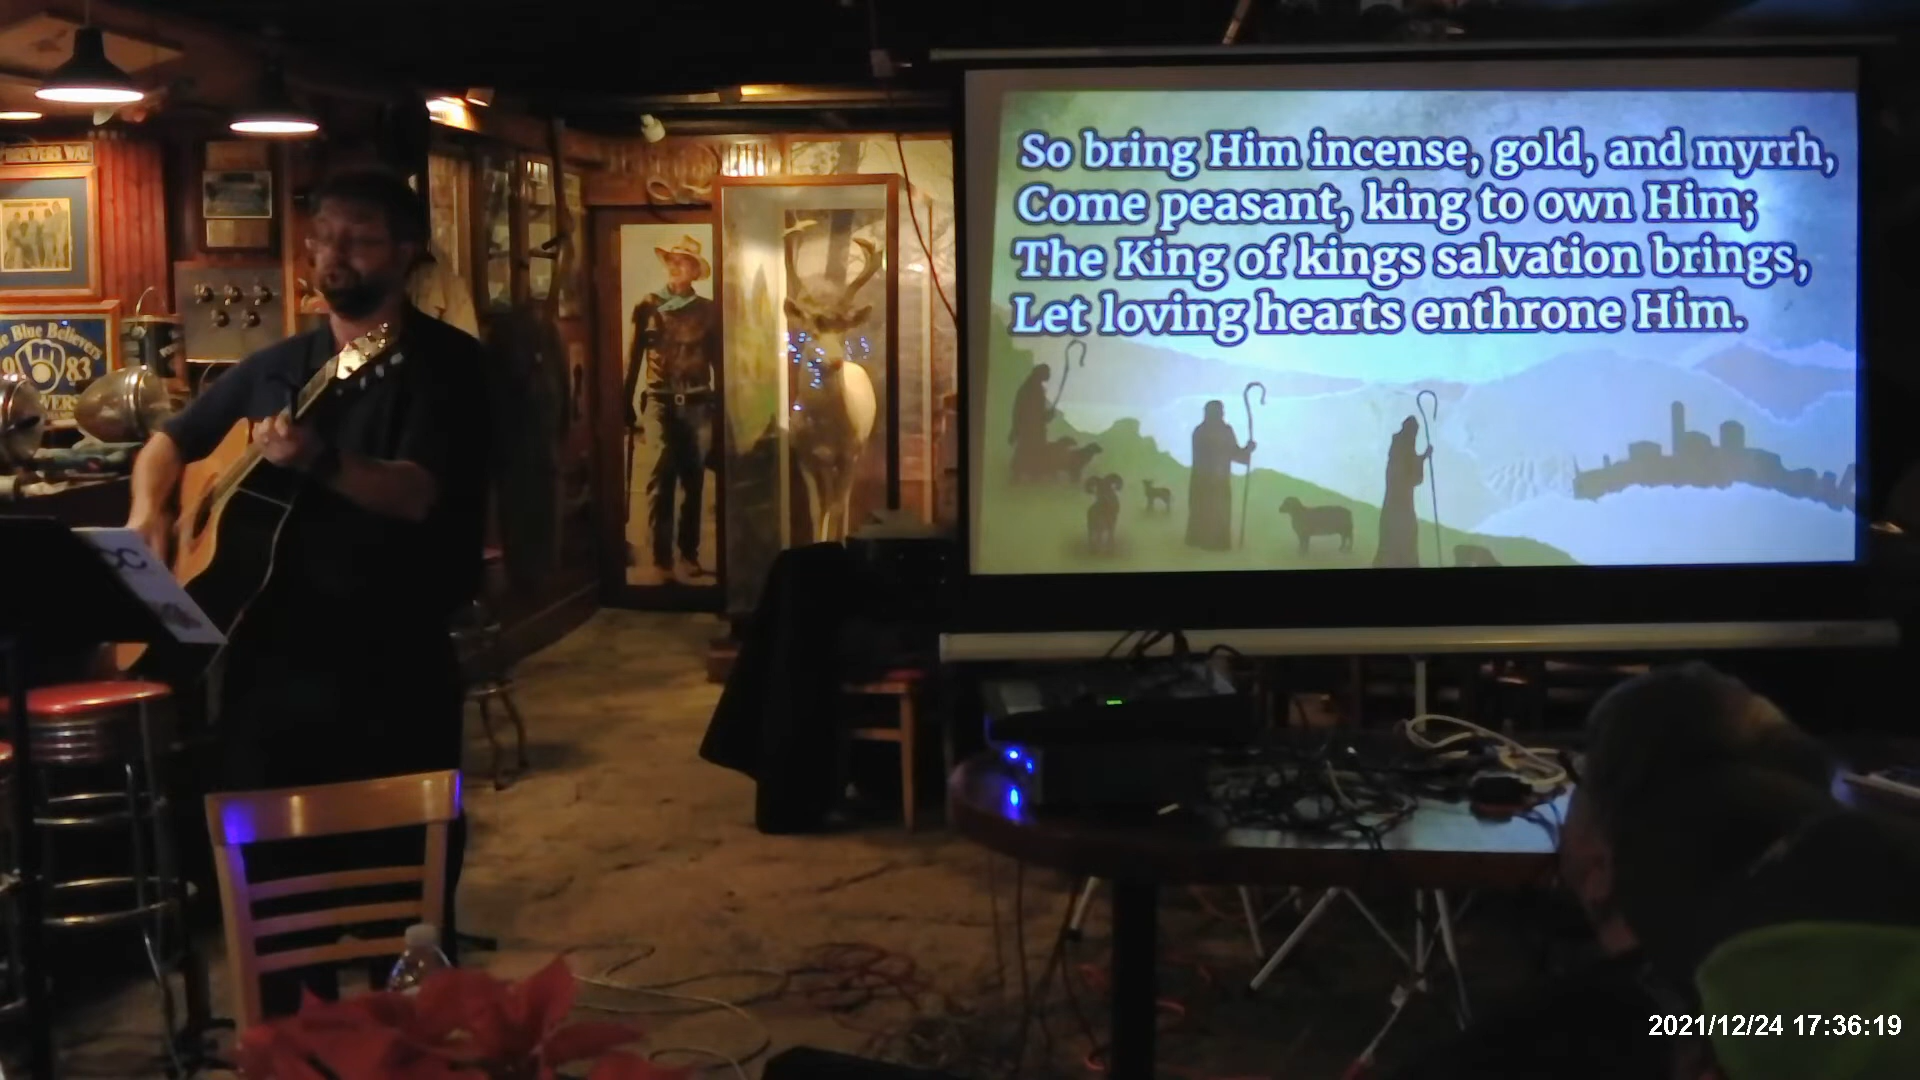 So bring Him incense, gold, and myrrh,
Come peasant, king to own Him;
The King of kings salvation brings,
Let loving hearts enthrone Him.
Blue Believers
1983
2021/12/24 17:36:19